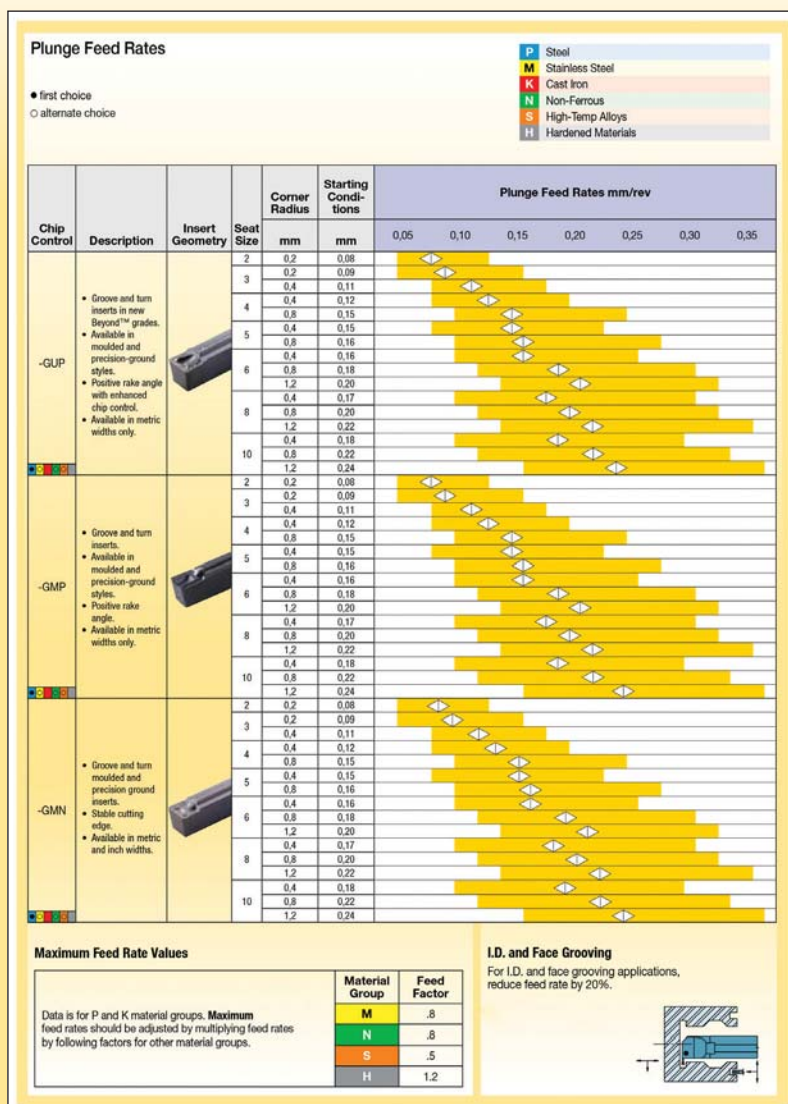 Plunge Feed Rates
● first choice
○ alternate choice
P Steel
M Stainless Steel
K Cast Iron
N Non-Ferrous
S High-Temp Alloys
H Hardened Materials
Chip Control
Description
Insert Geometry
Seat Size
Corner Radius
mm
Starting Condi-
tions
mm
Plunge Feed Rates mm/rev
0,05 0,10 0,15 0,20 0,25 0,30 0,35
-GUP
• Groove and turn
inserts in new
Beyond™ grades.
• Available in
moulded and
precision-ground
styles.
• Positive rake angle
with enhanced
chip control.
• Available in metric
widths only.
2 0,2 0,08
3 0,2 0,09
0,4 0,11
4 0,4 0,12
0,8 0,15
5 0,4 0,15
0,8 0,16
6 0,4 0,16
0,8 0,18
1,2 0,20
8 0,4 0,17
0,8 0,20
1,2 0,22
10 0,4 0,18
0,8 0,22
1,2 0,24
-GMP
• Groove and turn
inserts.
• Available in
moulded and
precision-ground
styles.
• Positive rake
angle.
• Available in metric
widths only.
2 0,2 0,08
3 0,2 0,09
0,4 0,11
4 0,4 0,12
0,8 0,15
5 0,4 0,15
0,8 0,16
6 0,4 0,16
0,8 0,18
1,2 0,20
8 0,4 0,17
0,8 0,20
1,2 0,22
10 0,4 0,18
0,8 0,22
1,2 0,24
-GMN
• Groove and turn
moulded and
precision ground
inserts.
• Stable cutting
edge.
• Available in metric
and inch widths.
2 0,2 0,08
3 0,2 0,09
0,4 0,11
4 0,4 0,12
0,8 0,15
5 0,4 0,15
0,8 0,16
6 0,4 0,16
0,8 0,18
1,2 0,20
8 0,4 0,17
0,8 0,20
1,2 0,22
10 0,4 0,18
0,8 0,22
1,2 0,24
Maximum Feed Rate Values
Data is for P and K material groups. Maximum
feed rates should be adjusted by multiplying feed rates
by following factors for other material groups.
Material Group
Feed Factor
M .8
N .8
S .5
H 1.2
I.D. and Face Grooving
For I.D. and face grooving applications,
reduce feed rate by 20%.